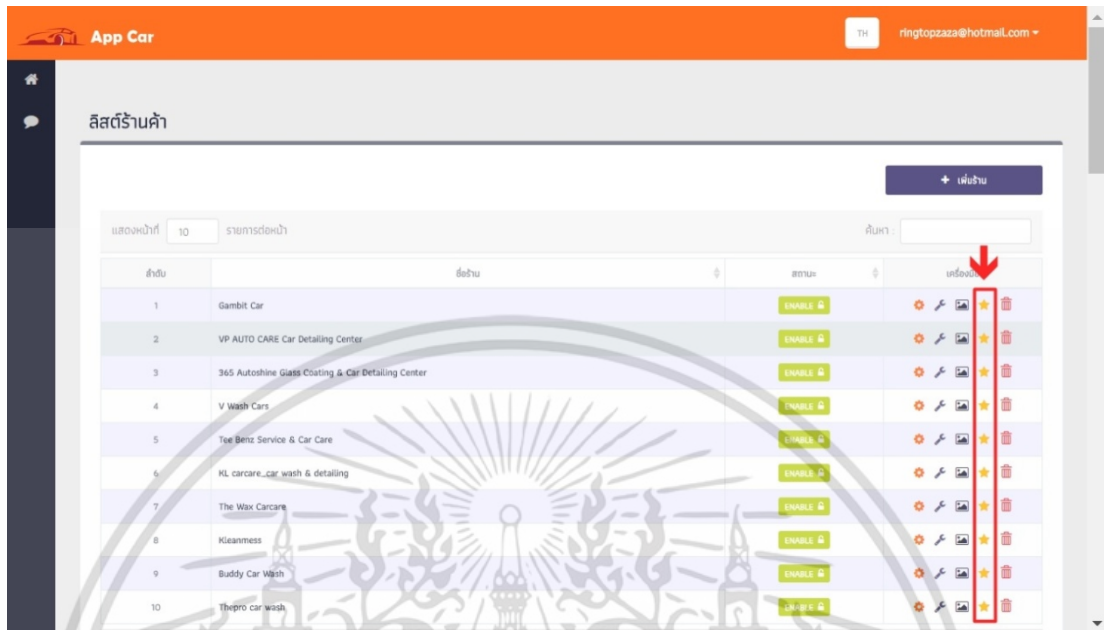 App Car
TH
ringtopzaza@hotmail.com
ลิสต์ร้านค้า
+ เพิ่มร้าน
แสดงหน้าที่ 10 รายการต่อหน้า
ค้นหา :
ลำดับ ชื่อร้าน สถานะ
1 Gambit Car ENABLE
2 VP AUTO CARE Car Detailing Center ENABLE
3 365 Autoshine Glass Coating & Car Detailing Center ENABLE
4 V Wash Cars ENABLE
5 Tee Benz Service & Car Care ENABLE
6 KL carcare_car wash & detailing ENABLE
7 The Wax Carcare ENABLE
8 Kleanmess ENABLE
9 Buddy Car Wash ENABLE
10 Thepro car wash ENABLE